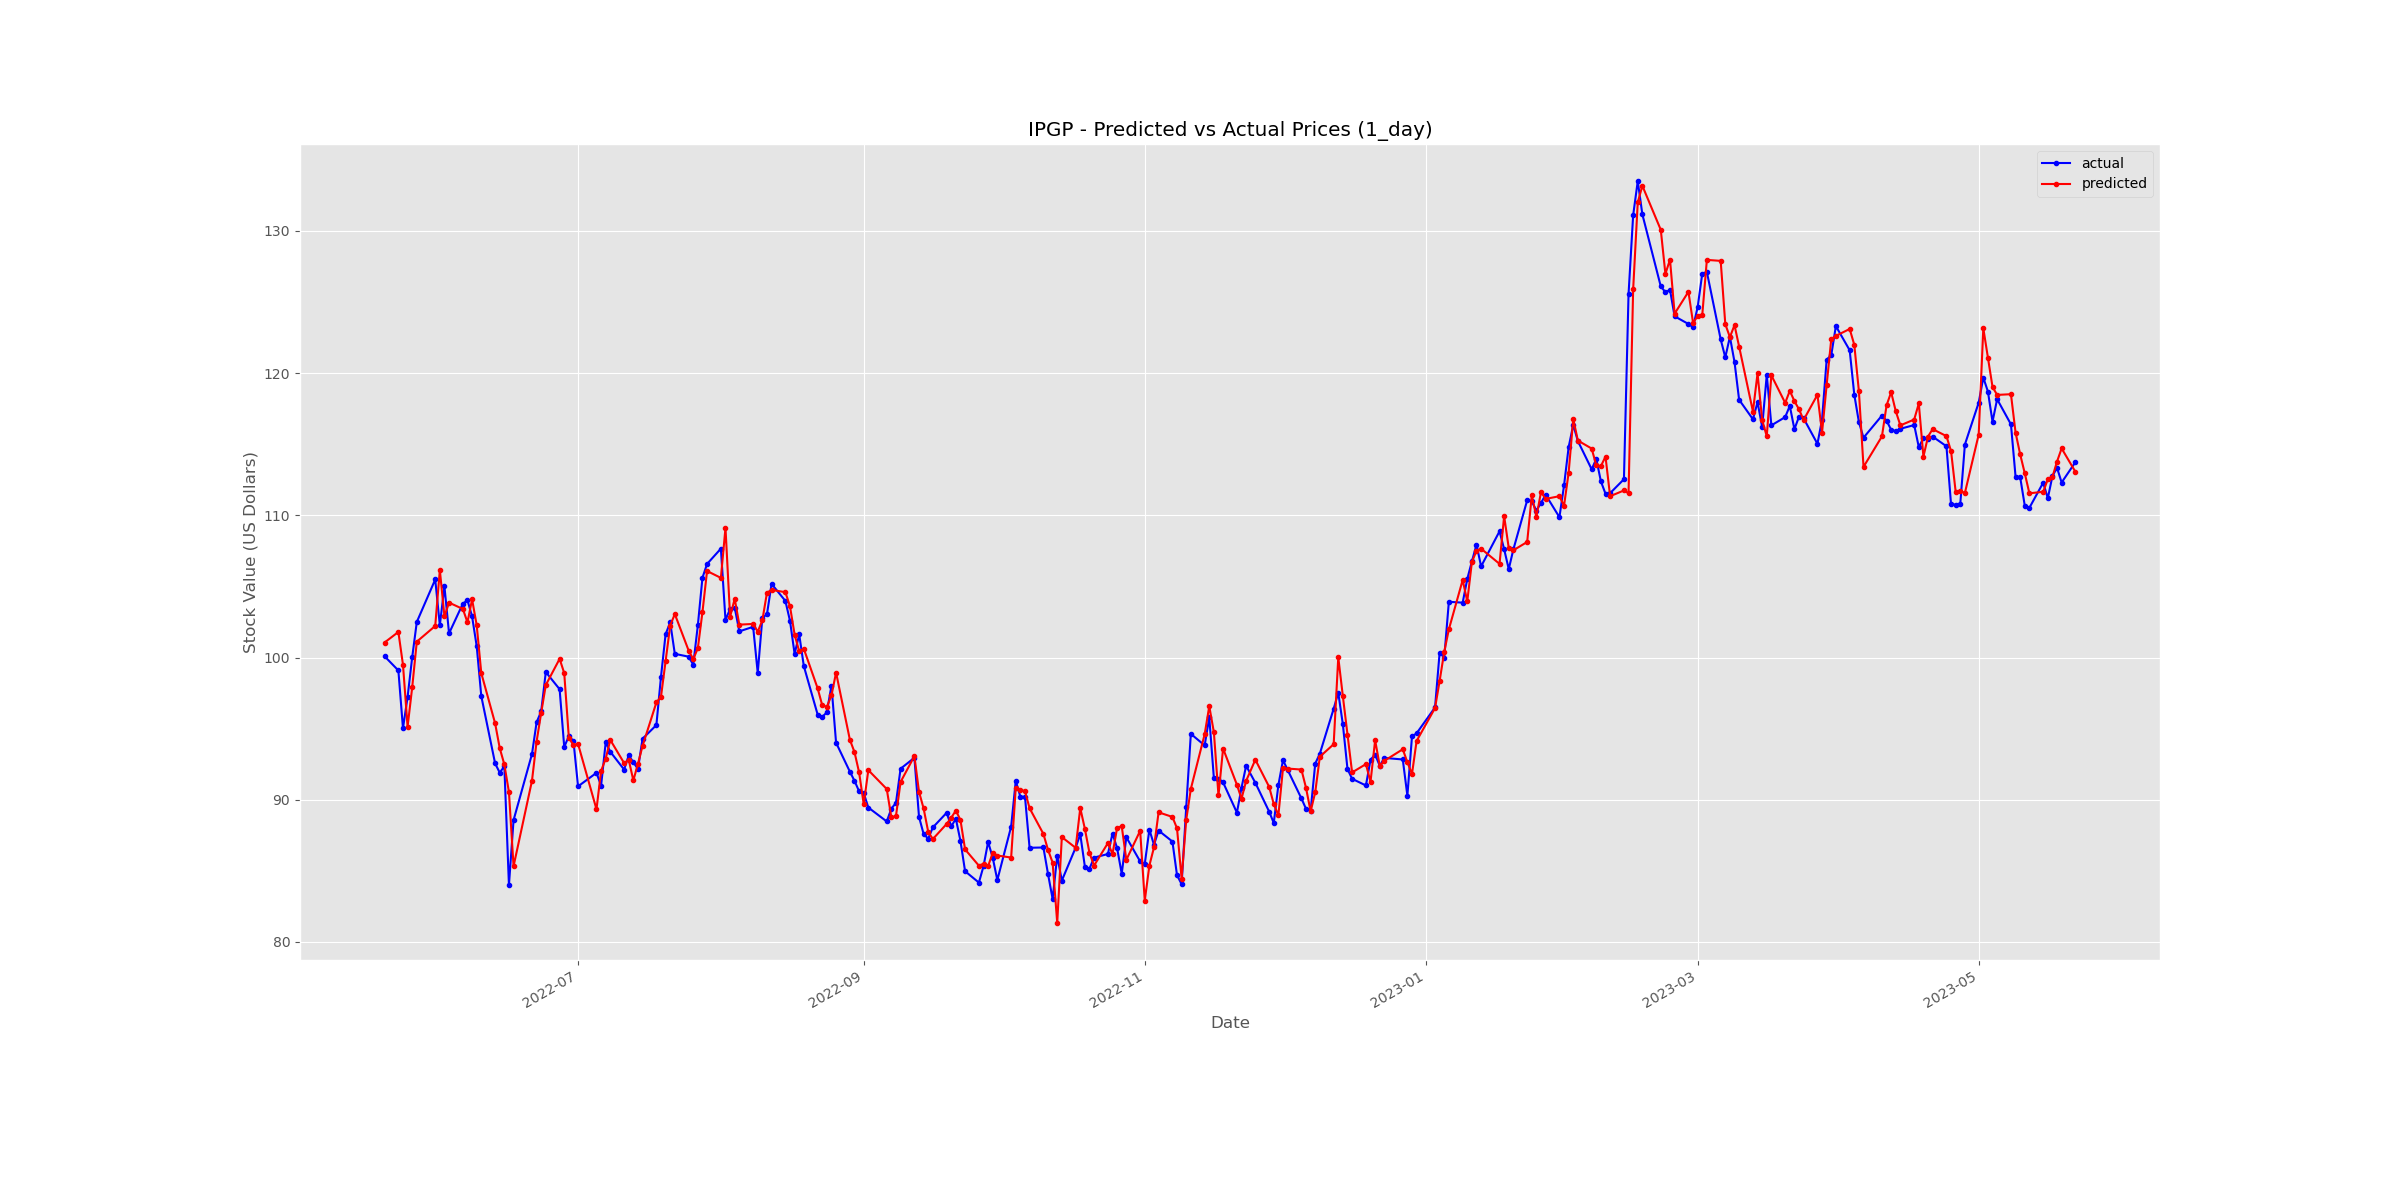 IPGP - Predicted vs Actual Prices (1_day)
actual
predicted
130
120
110
100
90
80
Stock Value (US Dollars)
2022-07
2022-09
2022-11
2023-01
2023-03
2023-05
Date